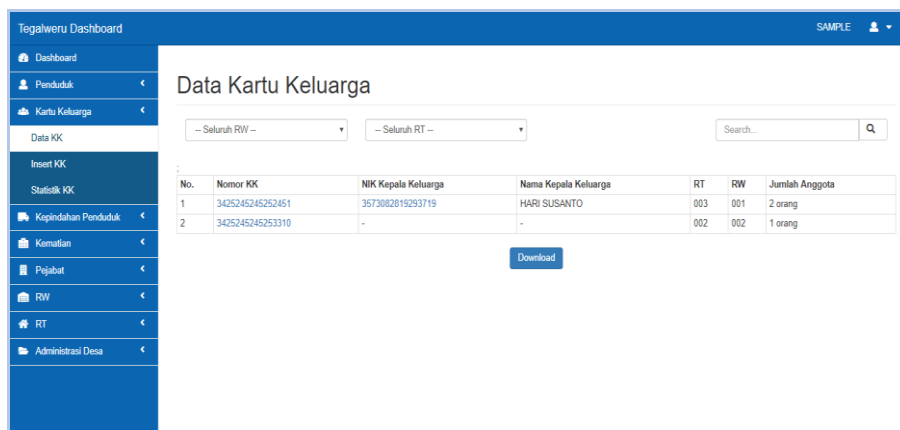 Tegalweru Dashboard
SAMPLE
Dashboard
Penduduk
Kartu Keluarga
Data KK
Insert KK
Statistik KK
Kepindahan Penduduk
Kematian
Pejabat
RW
RT
Administrasi Desa
Data Kartu Keluarga
-- Seluruh RW -- -- Seluruh RT -- Search...
;
No. Nomor KK NIK Kepala Keluarga Nama Kepala Keluarga RT RW Jumlah Anggota
1 3425245245252451 3573082819293719 HARI SUSANTO 003 001 2 orang
2 3425245245253310 - - 002 002 1 orang
Download